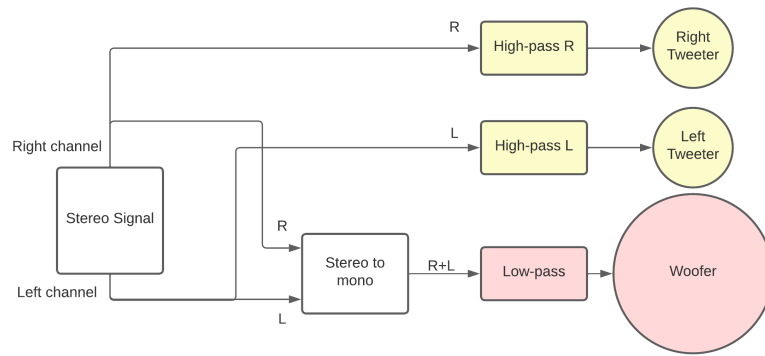 R
High-pass R
Right
Tweeter
L
High-pass L
Left
Tweeter
Right channel
Stereo Signal
Left channel
R
L
Stereo to
mono
R+L
Low-pass
Woofer